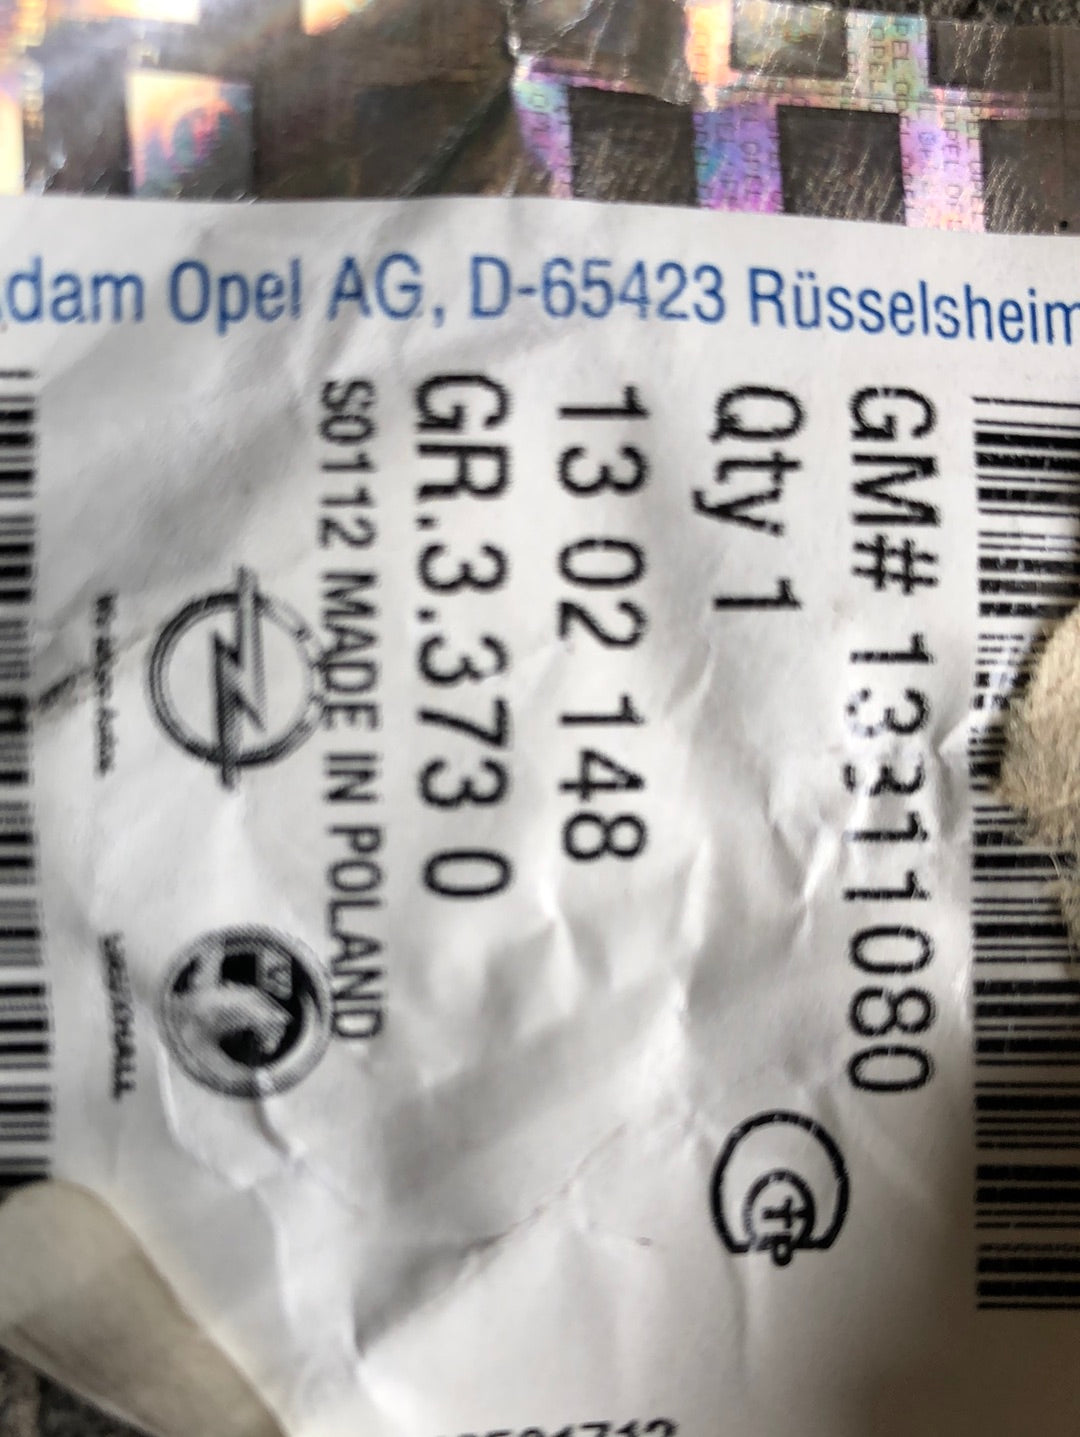 dam Opel AG, D-65423 Rüsselsheim
GM# 13311080
Qty 1
13 02 148
GR.3.373 0
S0112 MADE IN POLAND
VAUXHALL